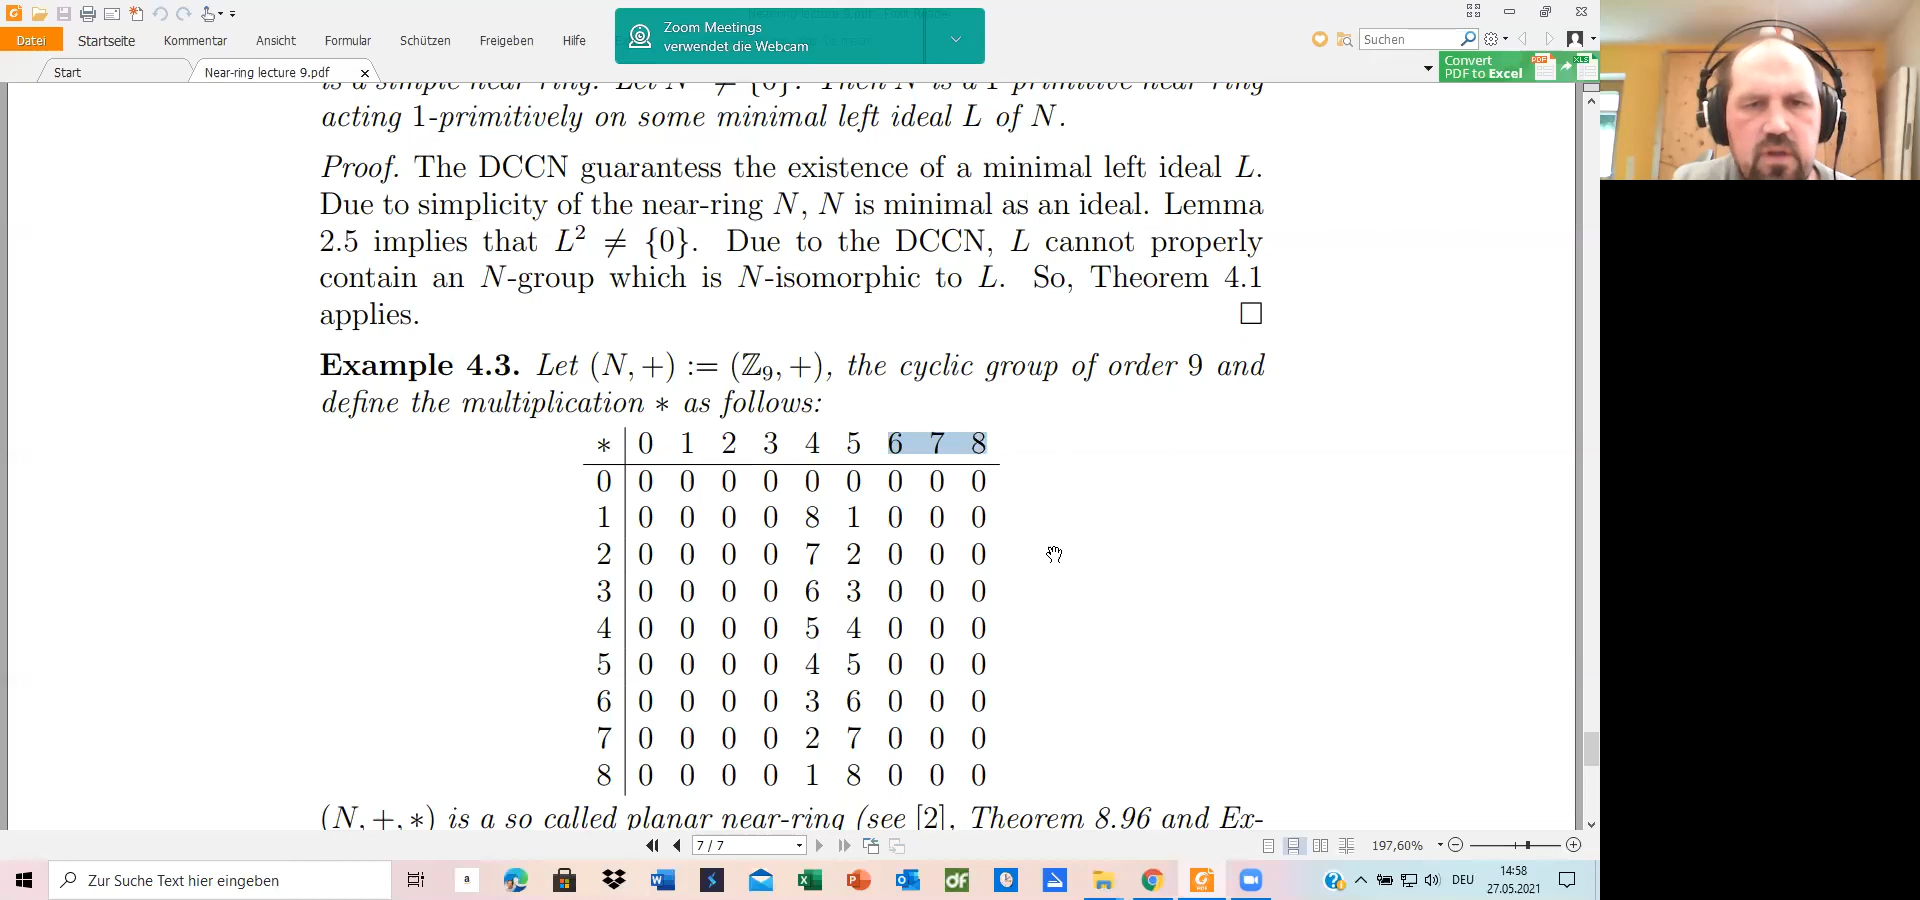 Zoom Meetings
verwendet die Webcam
Suchen
Datei Startseite Kommentar Ansicht Formular Schützen Freigeben Hilfe
Convert
PDF to Excel
Start Near-ring lecture 9.pdf
acting 1-primitively on some minimal left ideal L of N.
Proof. The DCCN guarantess the existence of a minimal left ideal L.
Due to simplicity of the near-ring N, N is minimal as an ideal. Lemma
2.5 implies that L² ≠ {0}. Due to the DCCN, L cannot properly
contain an N-group which is N-isomorphic to L. So, Theorem 4.1
applies. □
Example 4.3. Let (N, +) := (ℤ₉, +), the cyclic group of order 9 and
define the multiplication ∗ as follows:
∗ 0 1 2 3 4 5 6 7 8
0 0 0 0 0 0 0 0 0 0
1 0 0 0 0 8 1 0 0 0
2 0 0 0 0 7 2 0 0 0
3 0 0 0 0 6 3 0 0 0
4 0 0 0 0 5 4 0 0 0
5 0 0 0 0 4 5 0 0 0
6 0 0 0 0 3 6 0 0 0
7 0 0 0 0 2 7 0 0 0
8 0 0 0 0 1 8 0 0 0
(N, +, ∗) is a so called planar near-ring (see [2], Theorem 8.96 and Ex-
7 / 7 197,60%
Zur Suche Text hier eingeben
DEU
14:58
27.05.2021